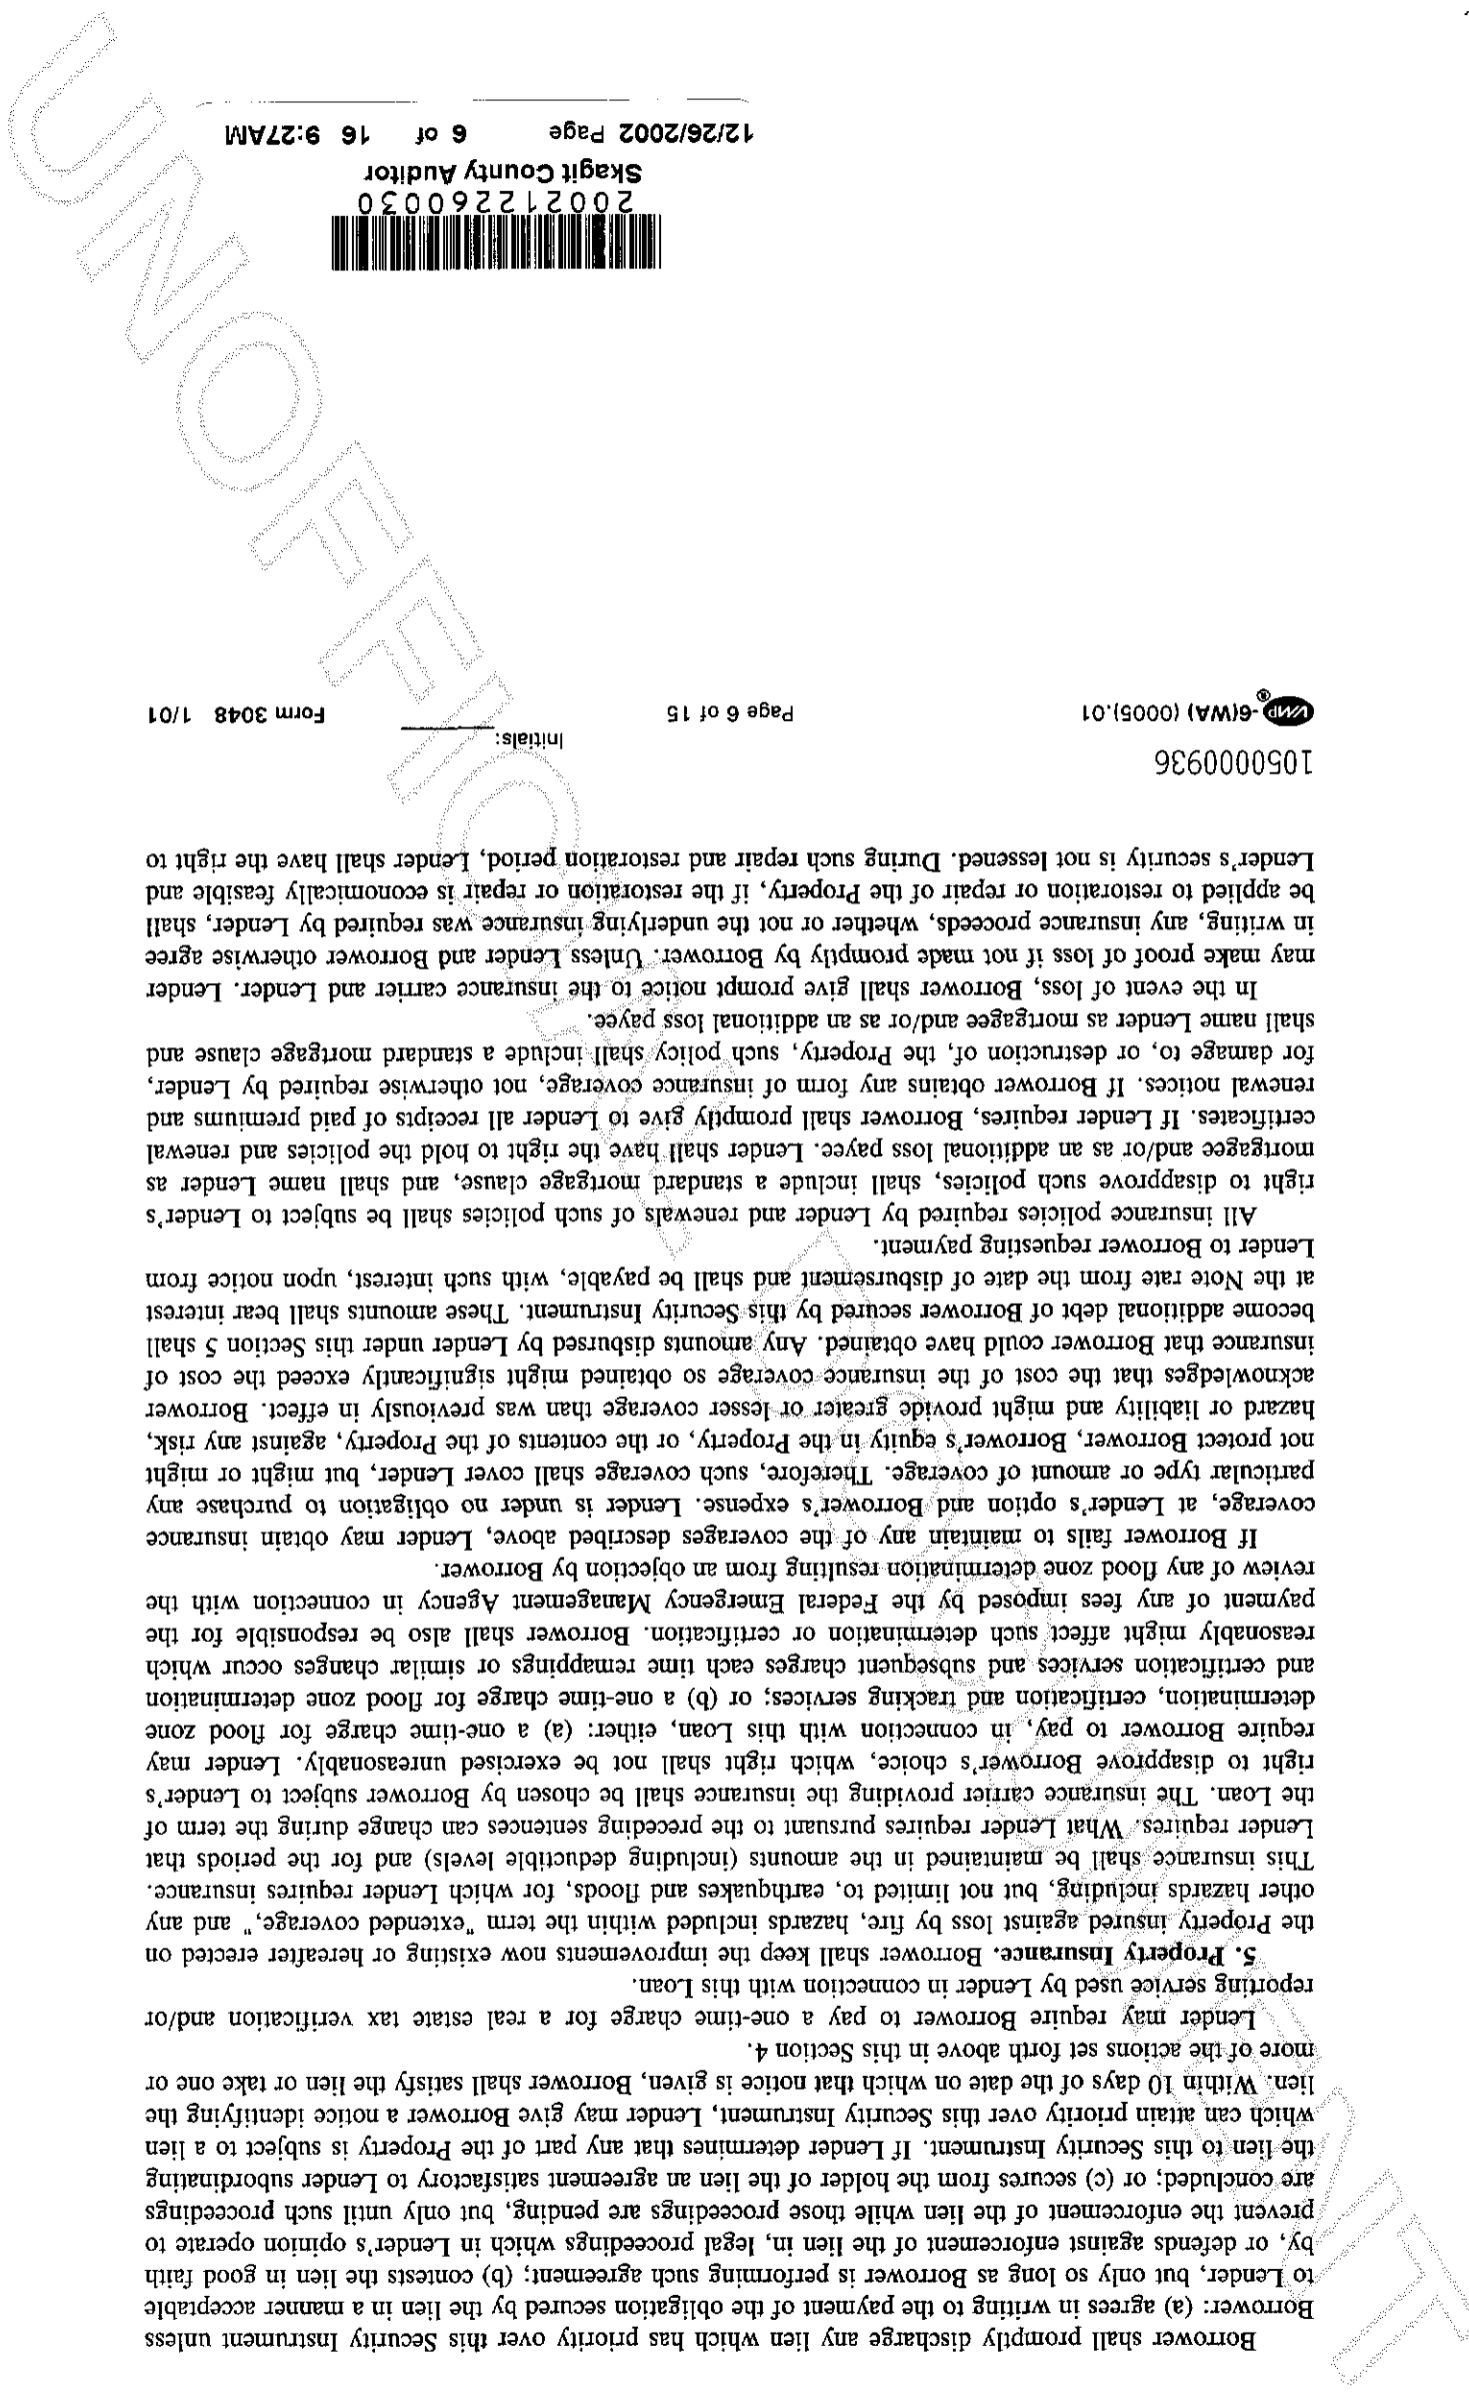 Borrower shall promptly discharge any lien which has priority over this Security Instrument unless
Borrower: (a) agrees in writing to the payment of the obligation secured by the lien in a manner acceptable
to Lender, but only so long as Borrower is performing such agreement; (b) contests the lien in good faith
by, or defends against enforcement of the lien in, legal proceedings which in Lender's opinion operate to
prevent the enforcement of the lien while those proceedings are pending, but only until such proceedings
are concluded; or (c) secures from the holder of the lien an agreement satisfactory to Lender subordinating
the lien to this Security Instrument. If Lender determines that any part of the Property is subject to a lien
which can attain priority over this Security Instrument, Lender may give Borrower a notice identifying the
lien. Within 10 days of the date on which that notice is given, Borrower shall satisfy the lien or take one or
more of the actions set forth above in this Section 4.
Lender may require Borrower to pay a one-time charge for a real estate tax verification and/or
reporting service used by Lender in connection with this Loan.
5. Property Insurance. Borrower shall keep the improvements now existing or hereafter erected on
the Property insured against loss by fire, hazards included within the term "extended coverage," and any
other hazards including, but not limited to, earthquakes and floods, for which Lender requires insurance.
This insurance shall be maintained in the amounts (including deductible levels) and for the periods that
Lender requires. What Lender requires pursuant to the preceding sentences can change during the term of
the Loan. The insurance carrier providing the insurance shall be chosen by Borrower subject to Lender's
right to disapprove Borrower's choice, which right shall not be exercised unreasonably. Lender may
require Borrower to pay, in connection with this Loan, either: (a) a one-time charge for flood zone
determination, certification and tracking services; or (b) a one-time charge for flood zone determination
and certification services and subsequent charges each time remappings or similar changes occur which
reasonably might affect such determination or certification. Borrower shall also be responsible for the
payment of any fees imposed by the Federal Emergency Management Agency in connection with the
review of any flood zone determination resulting from an objection by Borrower.
If Borrower fails to maintain any of the coverages described above, Lender may obtain insurance
coverage, at Lender's option and Borrower's expense. Lender is under no obligation to purchase any
particular type or amount of coverage. Therefore, such coverage shall cover Lender, but might or might
not protect Borrower, Borrower's equity in the Property, or the contents of the Property, against any risk,
hazard or liability and might provide greater or lesser coverage than was previously in effect. Borrower
acknowledges that the cost of the insurance coverage so obtained might significantly exceed the cost of
insurance that Borrower could have obtained. Any amounts disbursed by Lender under this Section 5 shall
become additional debt of Borrower secured by this Security Instrument. These amounts shall bear interest
at the Note rate from the date of disbursement and shall be payable, with such interest, upon notice from
Lender to Borrower requesting payment.
All insurance policies required by Lender and renewals of such policies shall be subject to Lender's
right to disapprove such policies, shall include a standard mortgage clause, and shall name Lender as
mortgagee and/or as an additional loss payee. Lender shall have the right to hold the policies and renewal
certificates. If Lender requires, Borrower shall promptly give to Lender all receipts of paid premiums and
renewal notices. If Borrower obtains any form of insurance coverage, not otherwise required by Lender,
for damage to, or destruction of, the Property, such policy shall include a standard mortgage clause and
shall name Lender as mortgagee and/or as an additional loss payee.
In the event of loss, Borrower shall give prompt notice to the insurance carrier and Lender. Lender
may make proof of loss if not made promptly by Borrower. Unless Lender and Borrower otherwise agree
in writing, any insurance proceeds, whether or not the underlying insurance was required by Lender, shall
be applied to restoration or repair of the Property, if the restoration or repair is economically feasible and
Lender's security is not lessened. During such repair and restoration period, Lender shall have the right to
1050000936
Initials:
VMP®-6(WA) (0005).01 Page 6 of 15 Form 3048 1/01
200212260030
Skagit County Auditor
12/26/2002 Page 6 of 16 9:27AM
UNOFFICIAL DOCUMENT